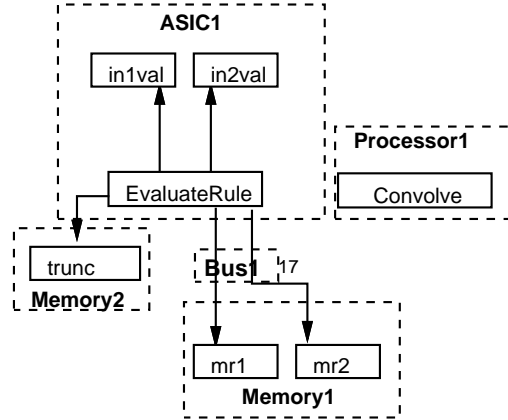 ASIC1
in1val
in2val
Processor1
EvaluateRule
Convolve
trunc
Bus1
17
Memory2
mr1
mr2
Memory1